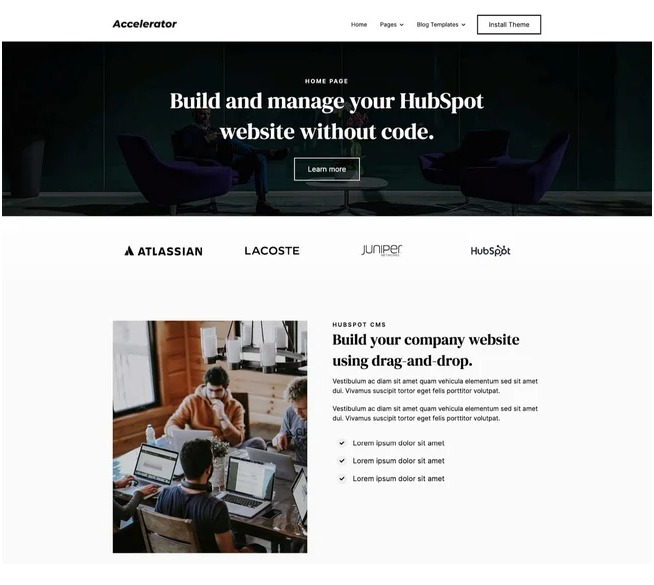 Accelerator
Home Pages Blog Templates Install Theme
HOME PAGE
Build and manage your HubSpot
website without code.
Learn more
ATLASSIAN LACOSTE JUNIPER HubSpot
NETWORKS
HUBSPOT CMS
Build your company website
using drag-and-drop.
Vestibulum ac diam sit amet quam vehicula elementum sed sit amet
dui. Vivamus suscipit tortor eget felis porttitor volutpat.
Vestibulum ac diam sit amet quam vehicula elementum sed sit amet
dui. Vivamus suscipit tortor eget felis porttitor volutpat.
Lorem ipsum dolor sit amet
Lorem ipsum dolor sit amet
Lorem ipsum dolor sit amet